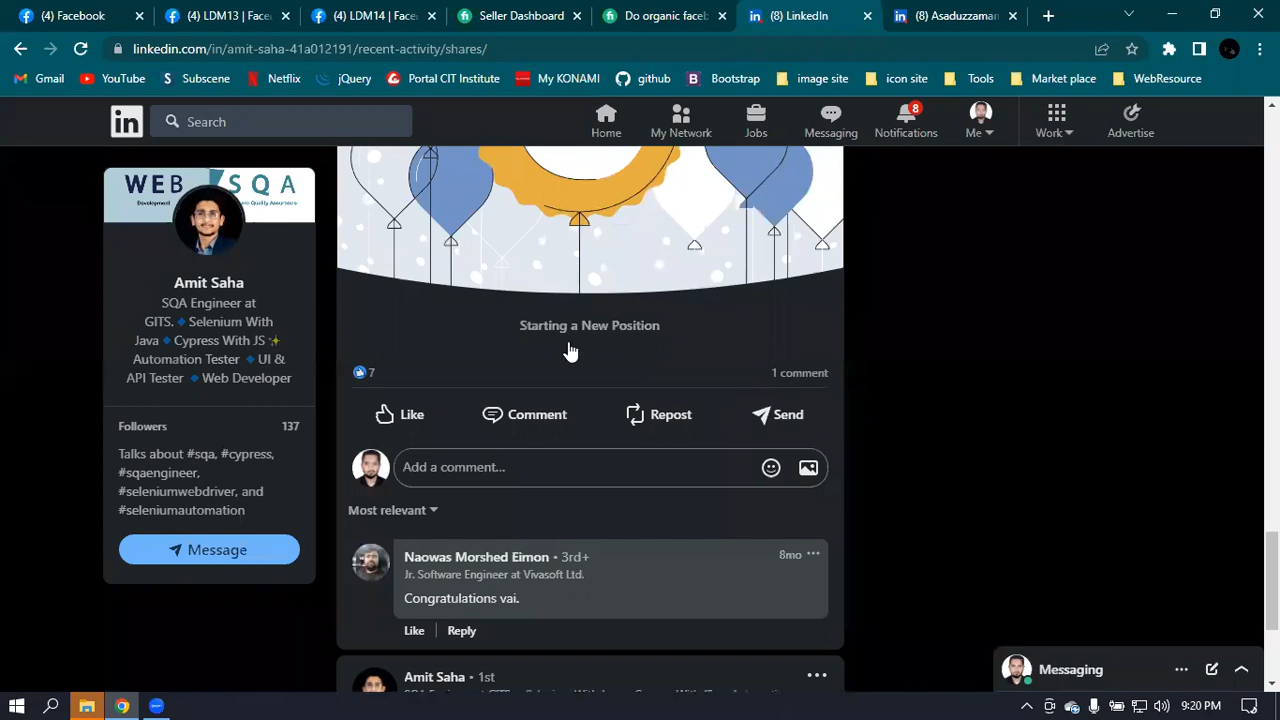 (4) Facebook
(4) LDM13 | Face
(4) LDM14 | Face
Seller Dashboard
Do organic faceb
(8) LinkedIn
(8) Asaduzzaman
linkedin.com/in/amit-saha-41a012191/recent-activity/shares/
Gmail
YouTube
Subscene
Netflix
jQuery
Portal CIT Institute
My KONAMI
github
Bootstrap
image site
icon site
Tools
Market place
WebResource
Search
Home
My Network
Jobs
Messaging
8
Notifications
Me
Work
Advertise
WEB SQA
Development
Amit Saha
SQA Engineer at
GITS.🔹Selenium With
Java🔹Cypress With JS✨
Automation Tester🔹UI &
API Tester🔹Web Developer
Followers 137
Talks about #sqa, #cypress,
#sqaengineer,
#seleniumwebdriver, and
#seleniumautomation
Message
Starting a New Position
7
1 comment
Like
Comment
Repost
Send
Add a comment...
Most relevant
Naowas Morshed Eimon • 3rd+
8mo
Jr. Software Engineer at Vivasoft Ltd.
Congratulations vai.
Like | Reply
Amit Saha • 1st
Messaging
9:20 PM